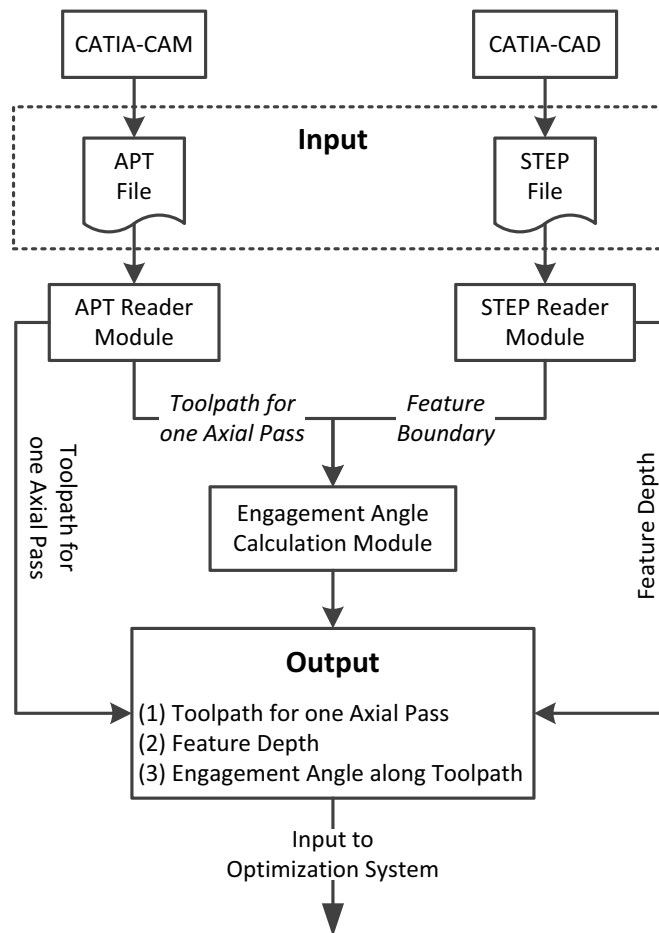 CATIA-CAM
CATIA-CAD
Input
APT
File
STEP
File
APT Reader
Module
STEP Reader
Module
Toolpath for
one Axial Pass
Feature
Boundary
Toolpath for
one Axial Pass
Feature Depth
Engagement Angle
Calculation Module
Output
(1) Toolpath for one Axial Pass
(2) Feature Depth
(3) Engagement Angle along Toolpath
Input to
Optimization System